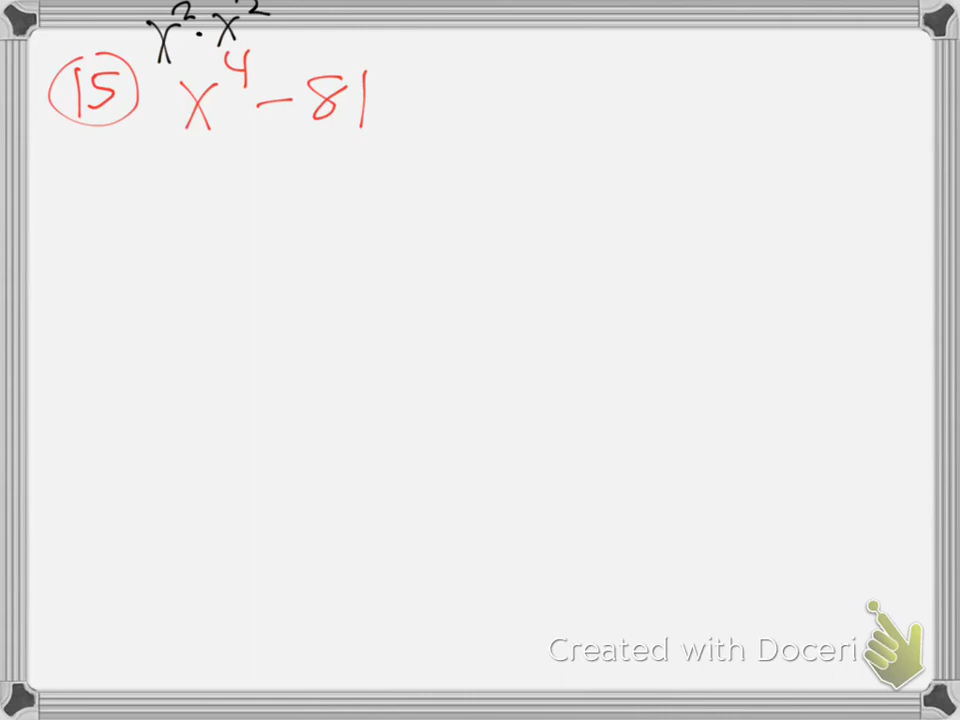 x² · x²
15 x⁴ - 81
Created with Doceri